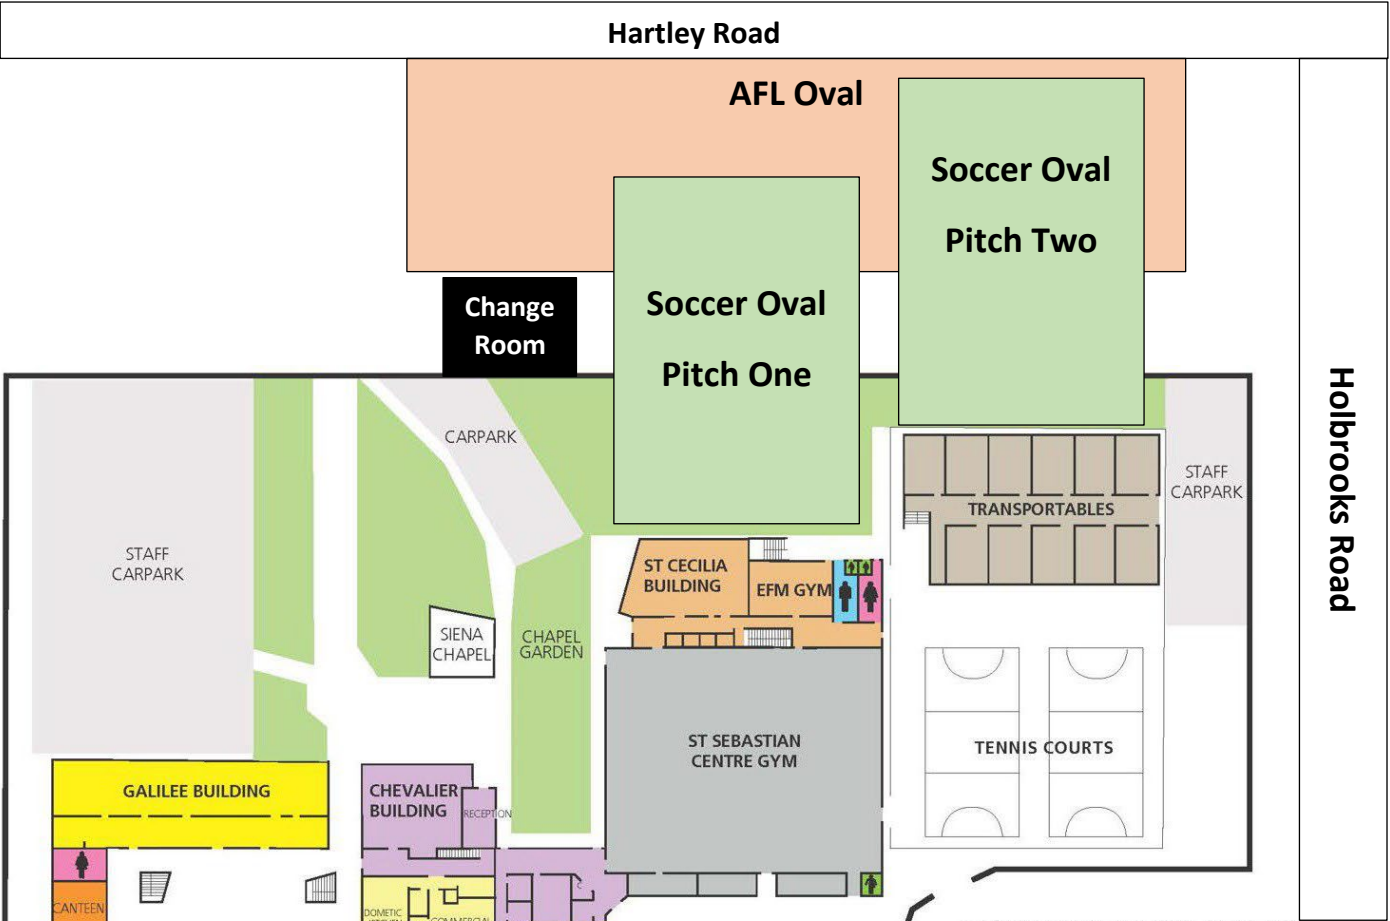 Hartley Road
AFL Oval
Soccer Oval
Pitch Two
Soccer Oval
Pitch One
Change
Room
Holbrooks Road
CARPARK
STAFF
CARPARK
TRANSPORTABLES
STAFF
CARPARK
ST CECILIA
BUILDING
EFM GYM
SIENA
CHAPEL
CHAPEL
GARDEN
ST SEBASTIAN
CENTRE GYM
TENNIS COURTS
GALILEE BUILDING
CHEVALIER
BUILDING
RECEPTION
CANTEEN
DOMETIC
COMMERCIAL